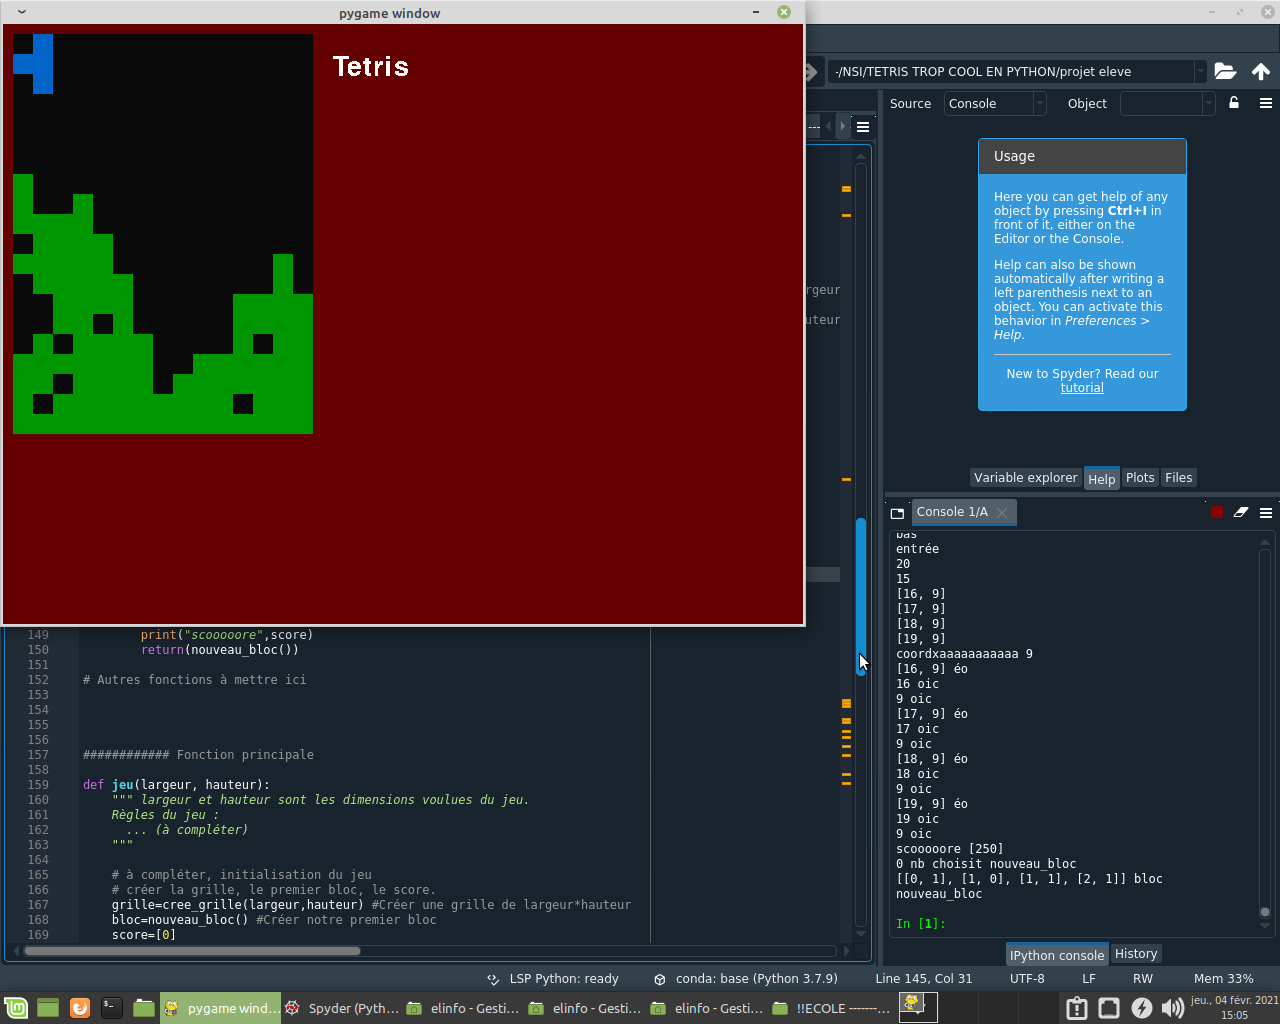 pygame window
Tetris
-/NSI/TETRIS TROP COOL EN PYTHON/projet eleve
Source Console Object
Usage
Here you can get help of any
object by pressing Ctrl+I in
front of it, either on the
Editor or the Console.
Help can also be shown
automatically after writing a
left parenthesis next to an
object. You can activate this
behavior in Preferences >
Help.
New to Spyder? Read our
tutorial
rgeur
uteur
Variable explorer Help Plots Files
Console 1/A
bas
entrée
20
15
[16, 9]
[17, 9]
[18, 9]
[19, 9]
coordxaaaaaaaaaaa 9
[16, 9] éo
16 oic
9 oic
[17, 9] éo
17 oic
9 oic
[18, 9] éo
18 oic
9 oic
[19, 9] éo
19 oic
9 oic
scooooore [250]
0 nb choisit nouveau_bloc
[[0, 1], [1, 0], [1, 1], [2, 1]] bloc
nouveau_bloc
In [1]:
IPython console History
149 print("scooooore",score)
150 return(nouveau_bloc())
151
152 # Autres fonctions à mettre ici
153
154
155
156
157 ############ Fonction principale
158
159 def jeu(largeur, hauteur):
160 """ largeur et hauteur sont les dimensions voulues du jeu.
161 Règles du jeu :
162 ... (à compléter)
163 """
164
165 # à compléter, initialisation du jeu
166 # créer la grille, le premier bloc, le score.
167 grille=cree_grille(largeur,hauteur) #Créer une grille de largeur*hauteur
168 bloc=nouveau_bloc() #Créer notre premier bloc
169 score=[0]
LSP Python: ready conda: base (Python 3.7.9) Line 145, Col 31 UTF-8 LF RW Mem 33%
pygame wind... Spyder (Pyth... elinfo - Gesti... elinfo - Gesti... elinfo - Gesti... !!ECOLE -------... jeu., 04 févr. 2021
15:05